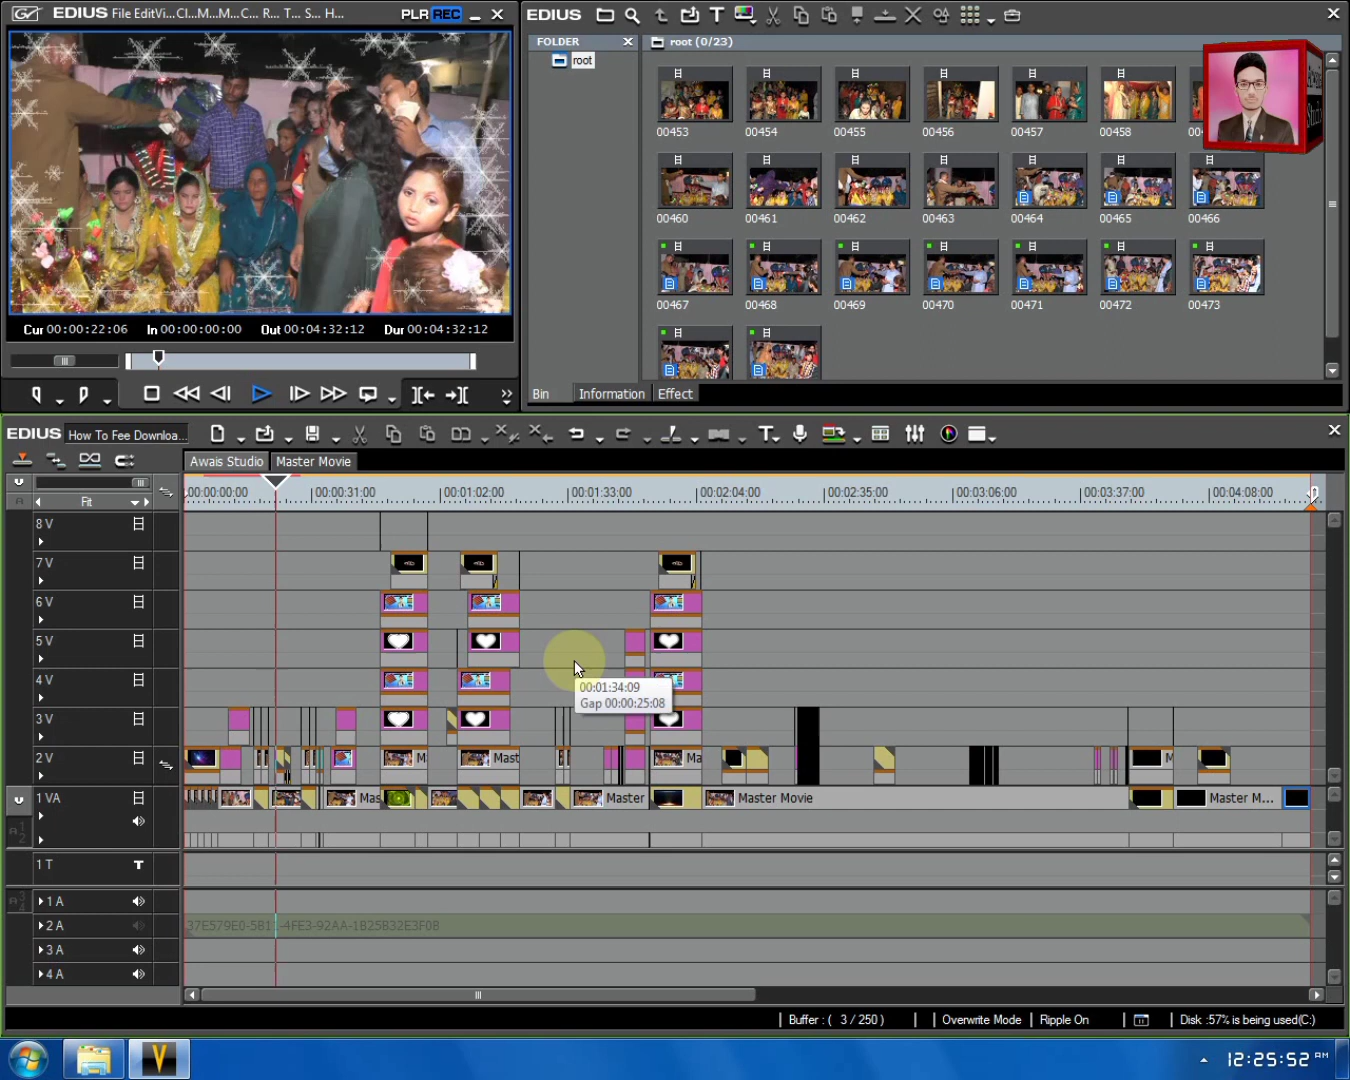 EDIUS File EditVi...Cl...M...M...C... R... T... S... H... PLR REC
Cur 00:00:22:06 In 00:00:00:00 Out 00:04:32:12 Dur 00:04:32:12
EDIUS
FOLDER
root
root (0/23)
00453 00454 00455 00456 00457 00458
00460 00461 00462 00463 00464 00465 00466
00467 00468 00469 00470 00471 00472 00473
Bin Information Effect
EDIUS How To Fee Downloa...
Awais Studio Master Movie
Fit
00:00:00:00 00:00:31:00 00:01:02:00 00:01:33:00 00:02:04:00 00:02:35:00 00:03:06:00 00:03:37:00 00:04:08:00
8 V
7 V
6 V
5 V
4 V
00:01:34:09
Gap 00:00:25:08
3 V
2 V M Mast Ma M
1 VA Mas Master Master Movie Master M...
1 T T
1 A
2 A
3 A
4 A
Buffer : ( 3 / 250 ) Overwrite Mode Ripple On Disk :57% is being used(C:)
12:25:52 AM